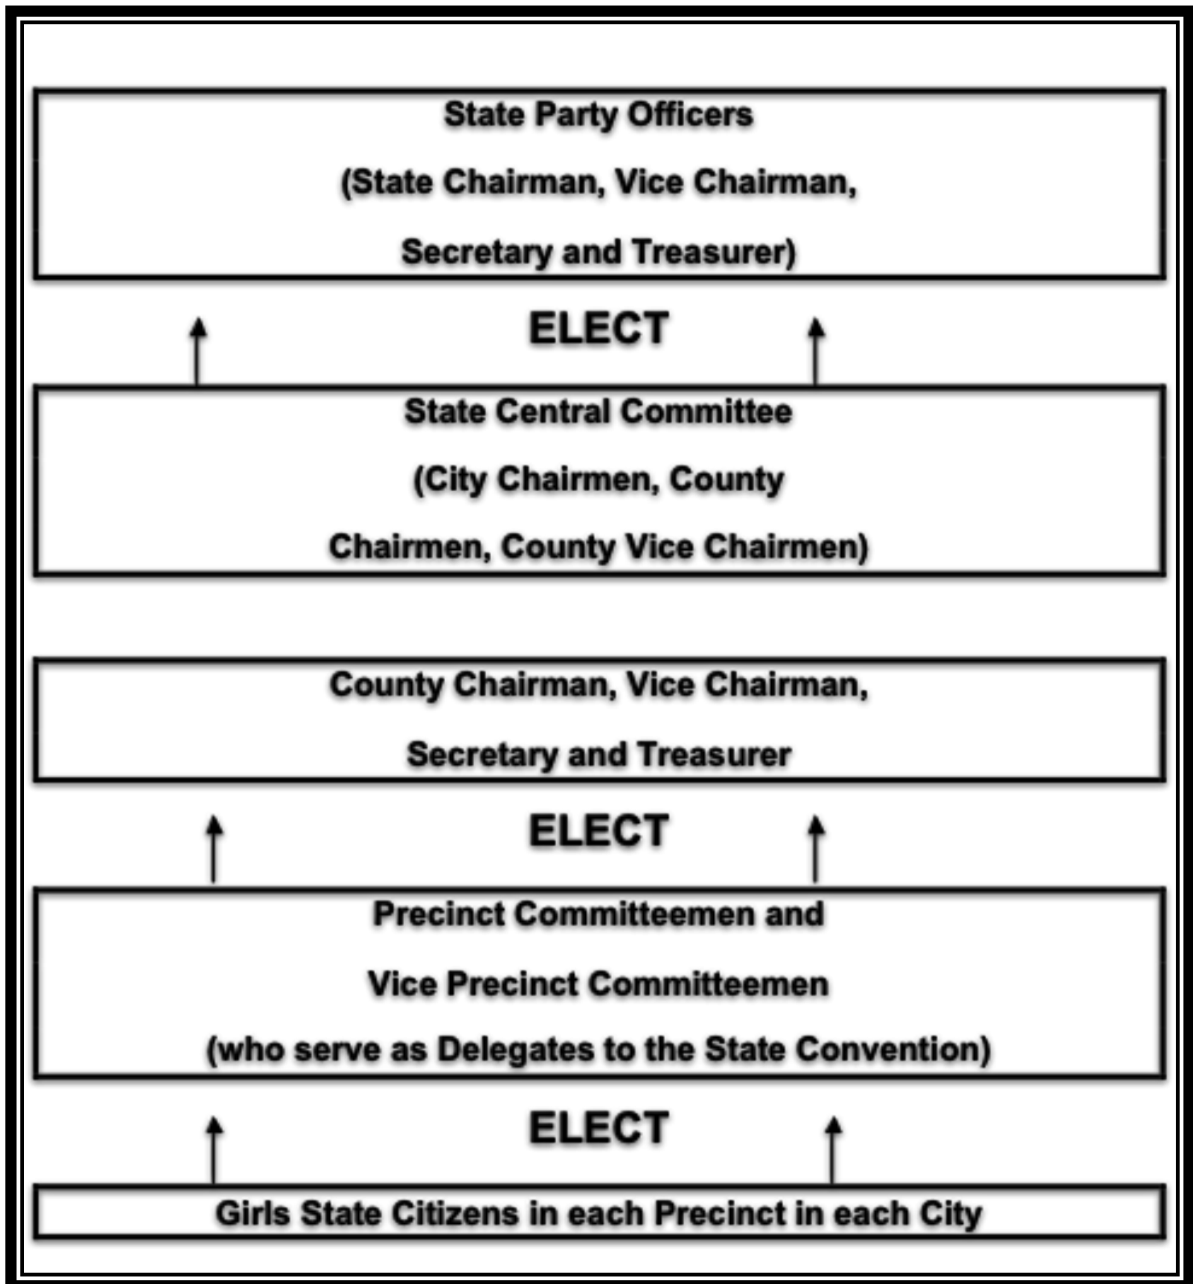 State Party Officers
(State Chairman, Vice Chairman,
Secretary and Treasurer)
ELECT
State Central Committee
(City Chairmen, County
Chairmen, County Vice Chairmen)
County Chairman, Vice Chairman,
Secretary and Treasurer
ELECT
Precinct Committeemen and
Vice Precinct Committeemen
(who serve as Delegates to the State Convention)
ELECT
Girls State Citizens in each Precinct in each City